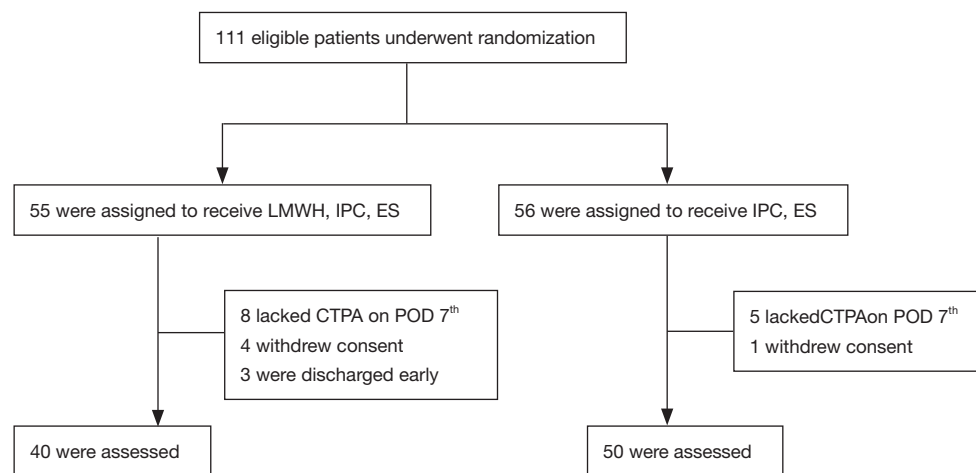 111 eligible patients underwent randomization
55 were assigned to receive LMWH, IPC, ES
56 were assigned to receive IPC, ES
8 lacked CTPA on POD 7th
4 withdrew consent
3 were discharged early
5 lackedCTPAon POD 7th
1 withdrew consent
40 were assessed
50 were assessed